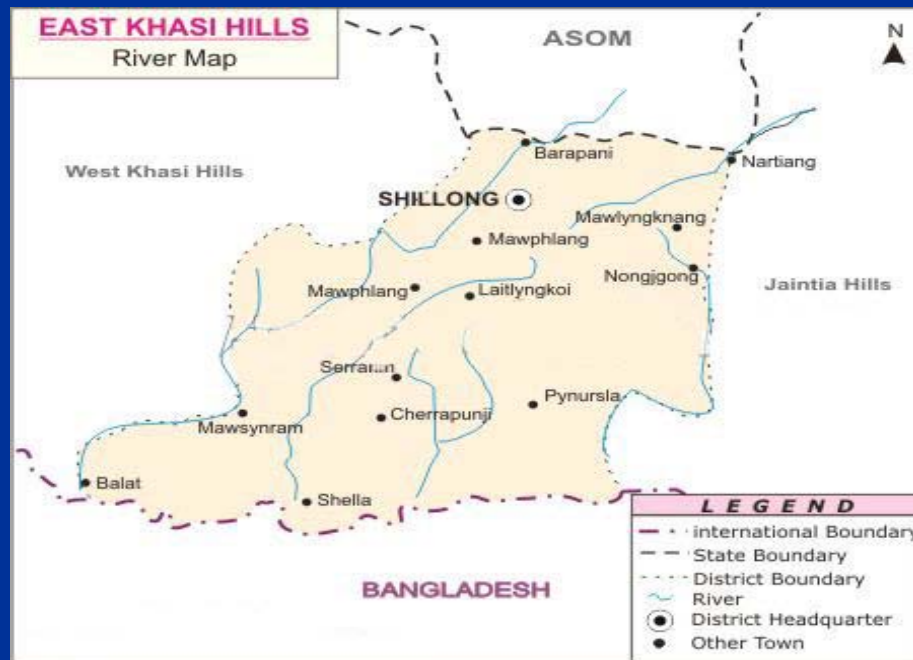 EAST KHASI HILLS
River Map
ASOM
N
Barapani
Nartiang
West Khasi Hills
SHILLONG
Mawlyngknang
Mawphlang
Nongjgong
Jaintia Hills
Mawphlang
Laitlyngkoi
Pynursla
Cherrapunji
Mawsynram
Balat
Shella
LEGEND
international Boundary
State Boundary
District Boundary
River
District Headquarter
Other Town
BANGLADESH